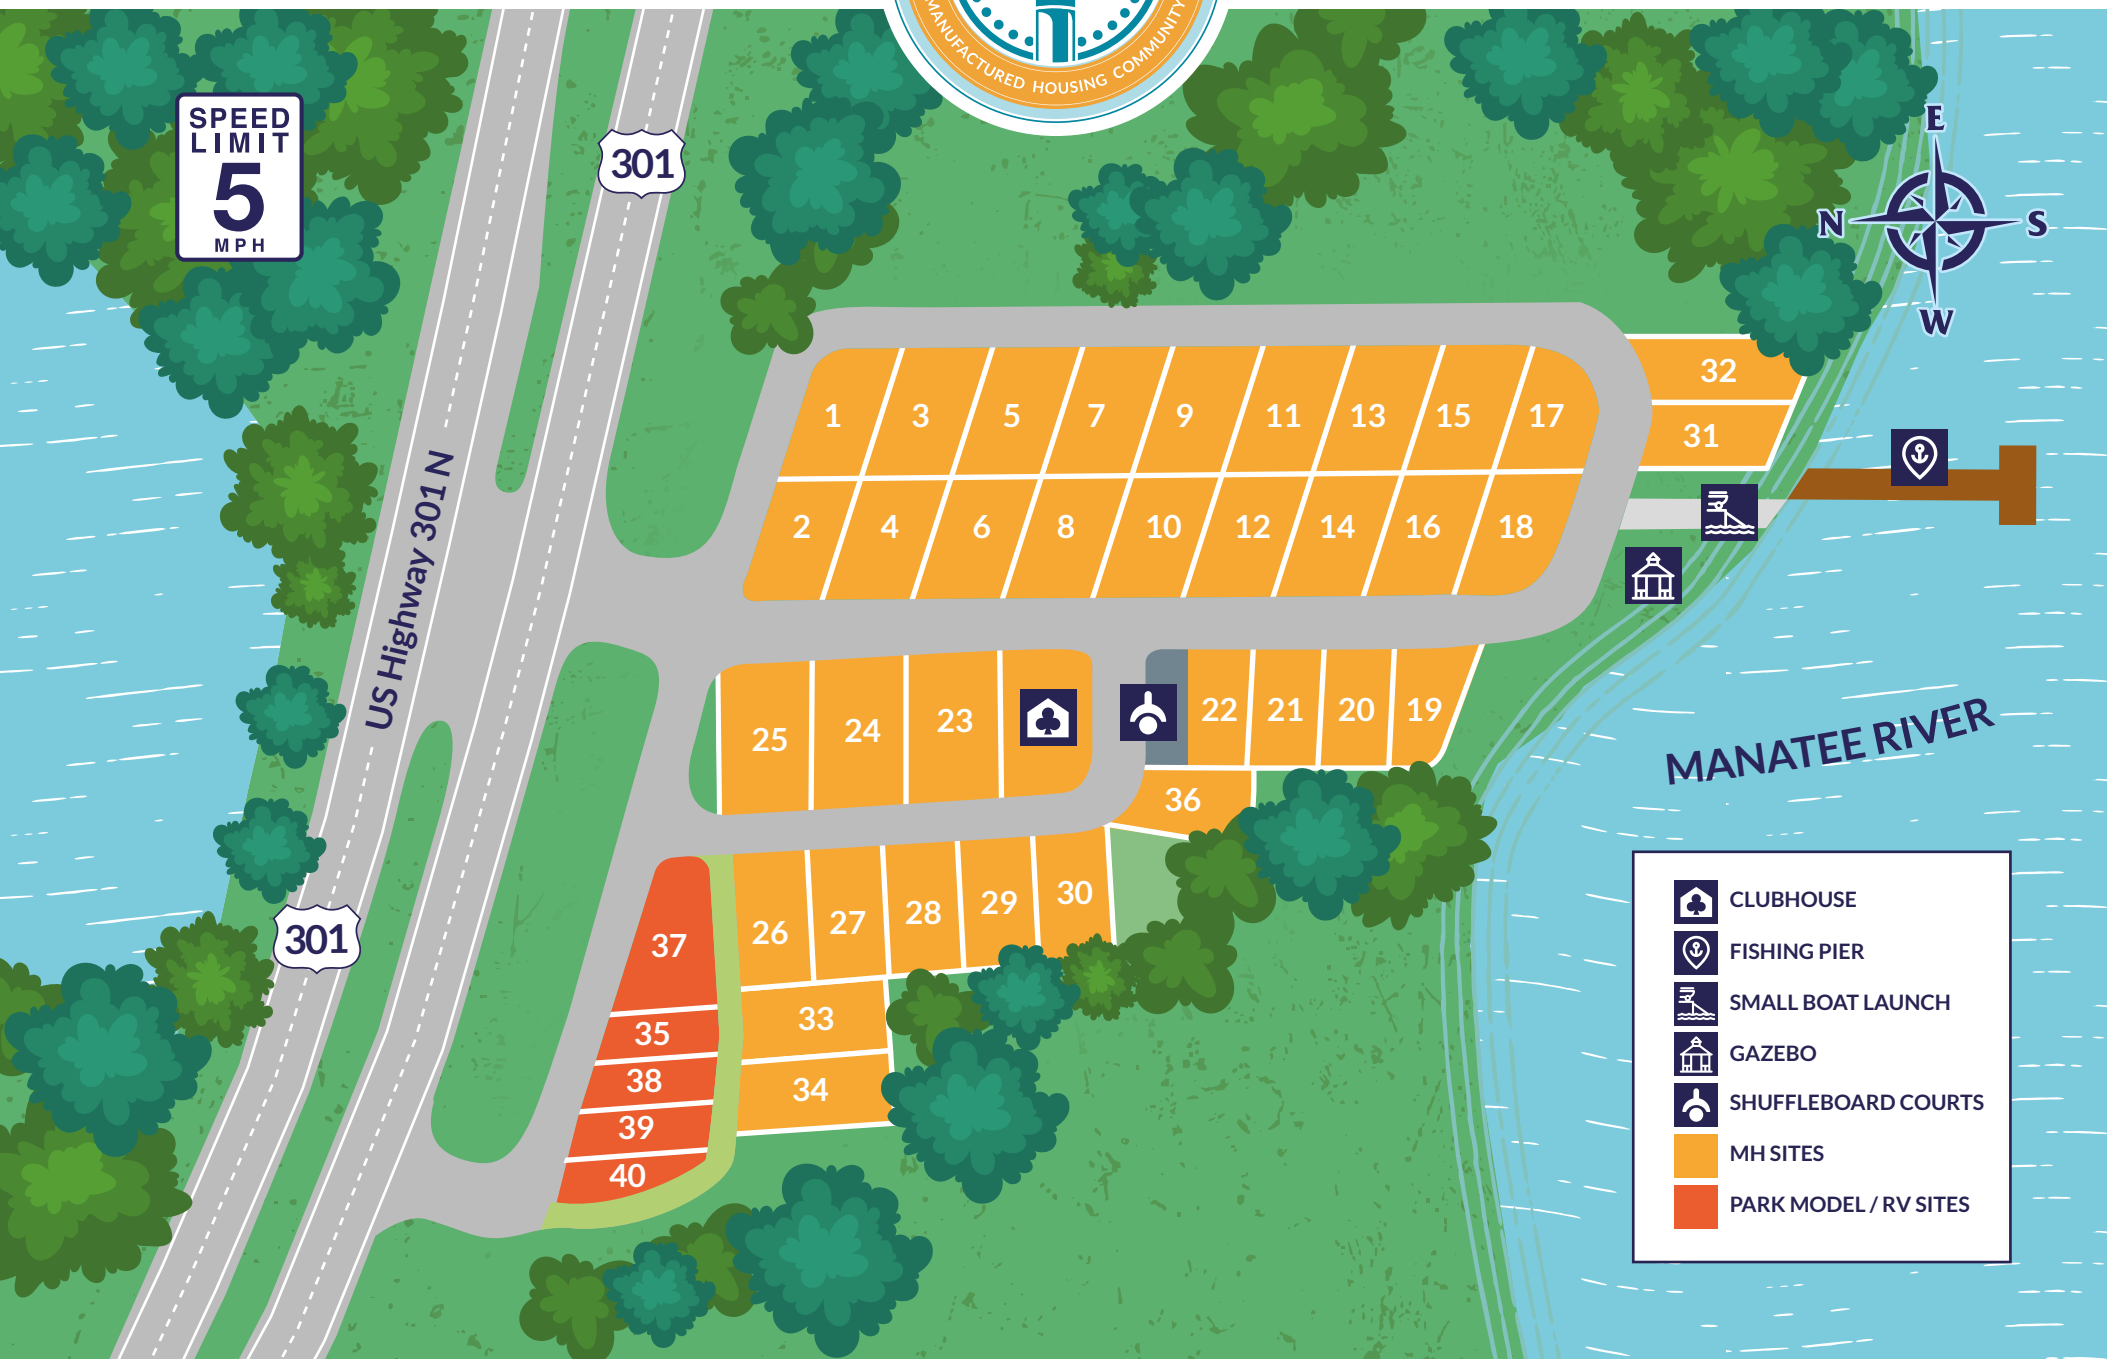 MANUFACTURED HOUSING COMMUNITY
SPEED
LIMIT
5
MPH
301
E
N
S
W
32
31
1
3
5
7
9
11
13
15
17
2
4
6
8
10
12
14
16
18
US Highway 301 N
25
24
23
22
21
20
19
36
MANATEE RIVER
26
27
28
29
30
37
35
38
39
40
33
34
301
CLUBHOUSE
FISHING PIER
SMALL BOAT LAUNCH
GAZEBO
SHUFFLEBOARD COURTS
MH SITES
PARK MODEL / RV SITES